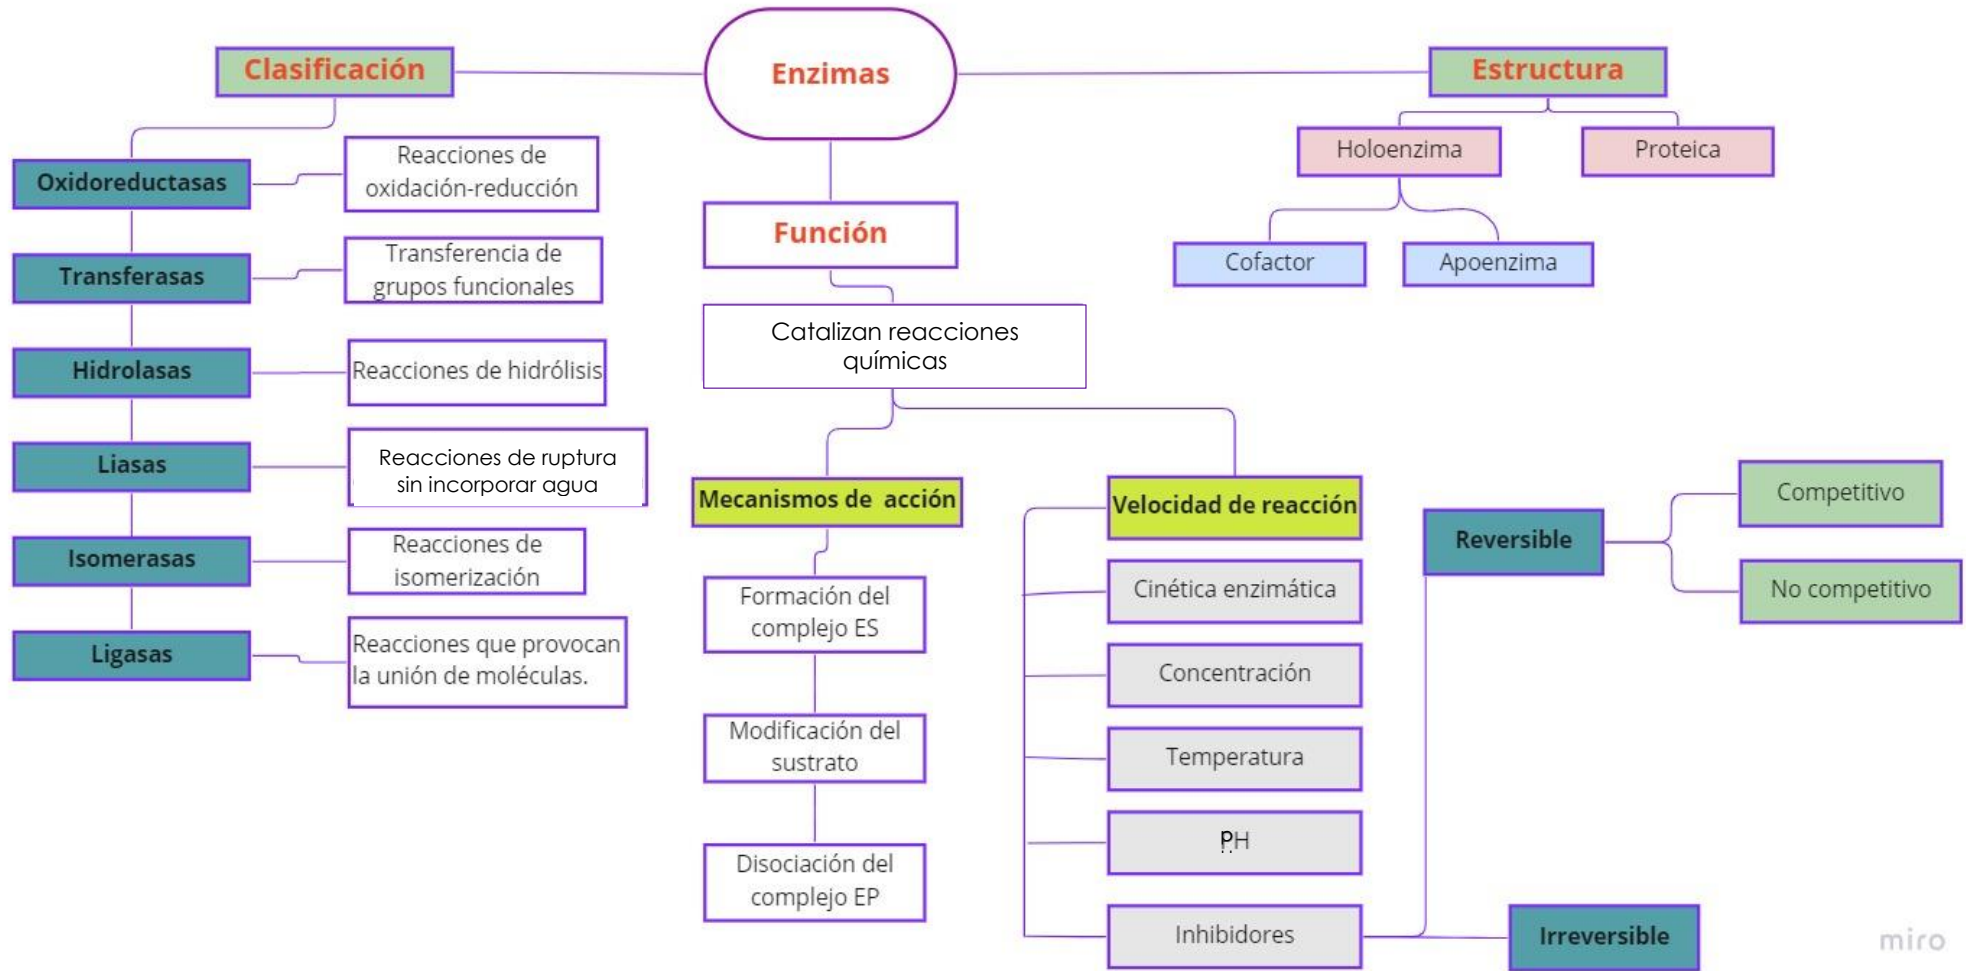 Enzimas
Clasificación
Oxidoreductasas
Reacciones de
oxidación-reducción
Transferasas
Transferencia de
grupos funcionales
Hidrolasas
Reacciones de hidrólisis
Liasas
Reacciones de ruptura
sin incorporar agua
Isomerasas
Reacciones de
isomerización
Ligasas
Reacciones que provocan
la unión de moléculas.
Función
Catalizan reacciones
químicas
Mecanismos de acción
Formación del
complejo ES
Modificación del
sustrato
Disociación del
complejo EP
Velocidad de reacción
Cinética enzimática
Concentración
Temperatura
PH
Inhibidores
Reversible
Competitivo
No competitivo
Irreversible
Estructura
Holoenzima
Proteica
Cofactor
Apoenzima
miro